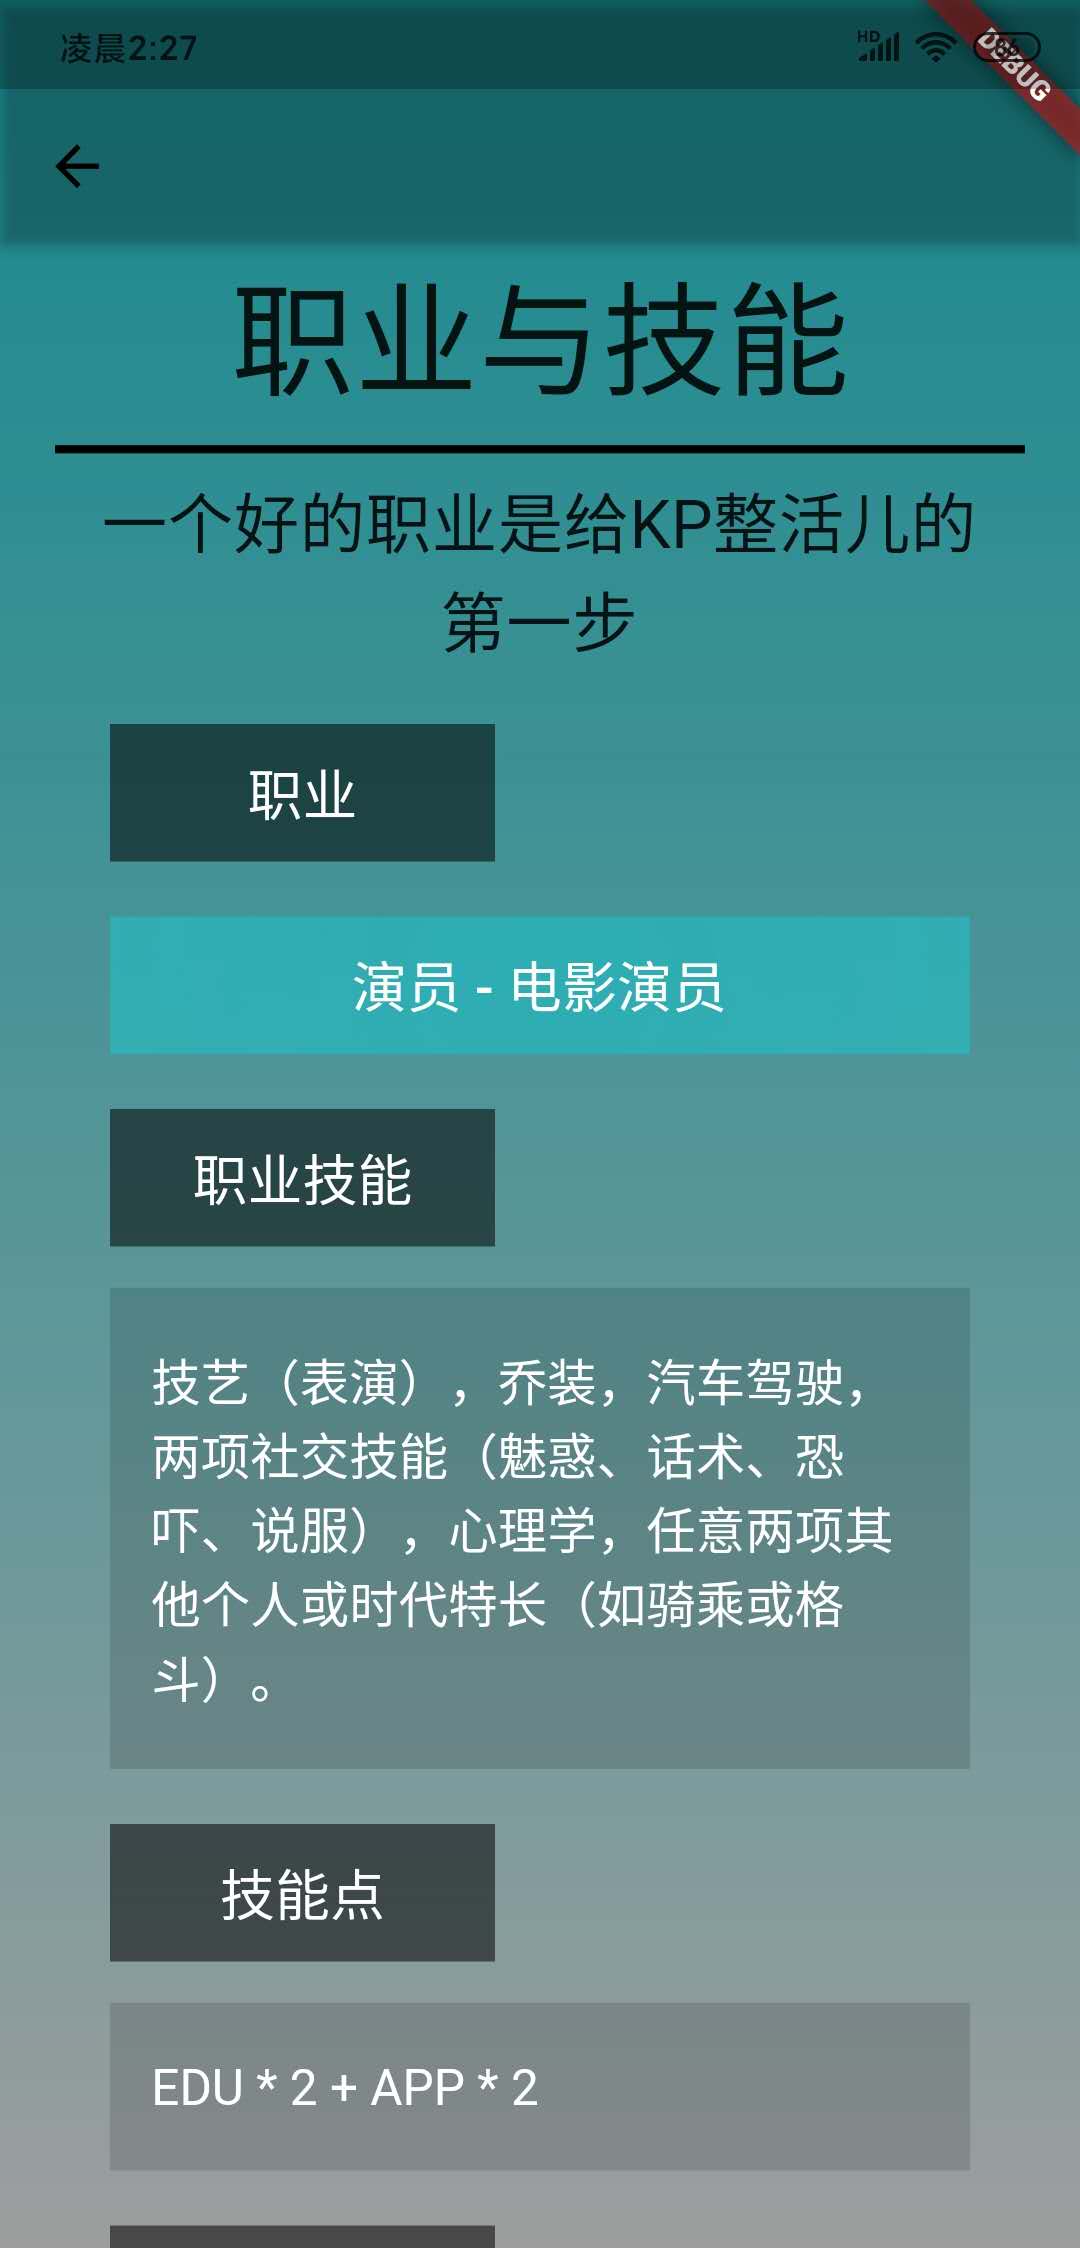 凌晨2:27
HD
DEBUG
职业与技能
一个好的职业是给KP整活儿的
第一步
职业
演员 - 电影演员
职业技能
技艺（表演），乔装，汽车驾驶，
两项社交技能（魅惑、话术、恐
吓、说服），心理学，任意两项其
他个人或时代特长（如骑乘或格
斗）。
技能点
EDU * 2 + APP * 2